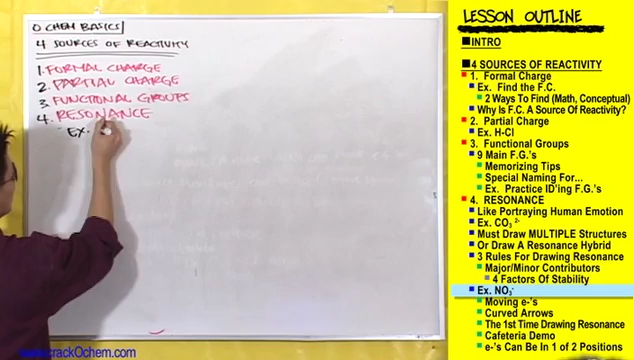 O CHEM BASICS
4 SOURCES OF REACTIVITY
1. FORMAL CHARGE
2. PARTIAL CHARGE
3 FUNCTIONAL GROUPS
4. RESONANCE
- EX.
www.crackOchem.com
LESSON OUTLINE
INTRO
4 SOURCES OF REACTIVITY
1. Formal Charge
Ex. Find the F.C.
2 Ways To Find (Math, Conceptual)
Why Is F.C. A Source Of Reactivity?
2. Partial Charge
Ex. H-Cl
3. Functional Groups
9 Main F.G.'s
Memorizing Tips
Special Naming For...
Ex. Practice ID'ing F.G.'s
4. RESONANCE
Like Portraying Human Emotion
Ex. CO₃ ²⁻
Must Draw MULTIPLE Structures
Or Draw A Resonance Hybrid
3 Rules For Drawing Resonance
Major/Minor Contributors
4 Factors Of Stability
Ex. NO₃⁻
Moving e-'s
Curved Arrows
The 1st Time Drawing Resonance
Cafeteria Demo
e-'s Can Be In 1 of 2 Positions